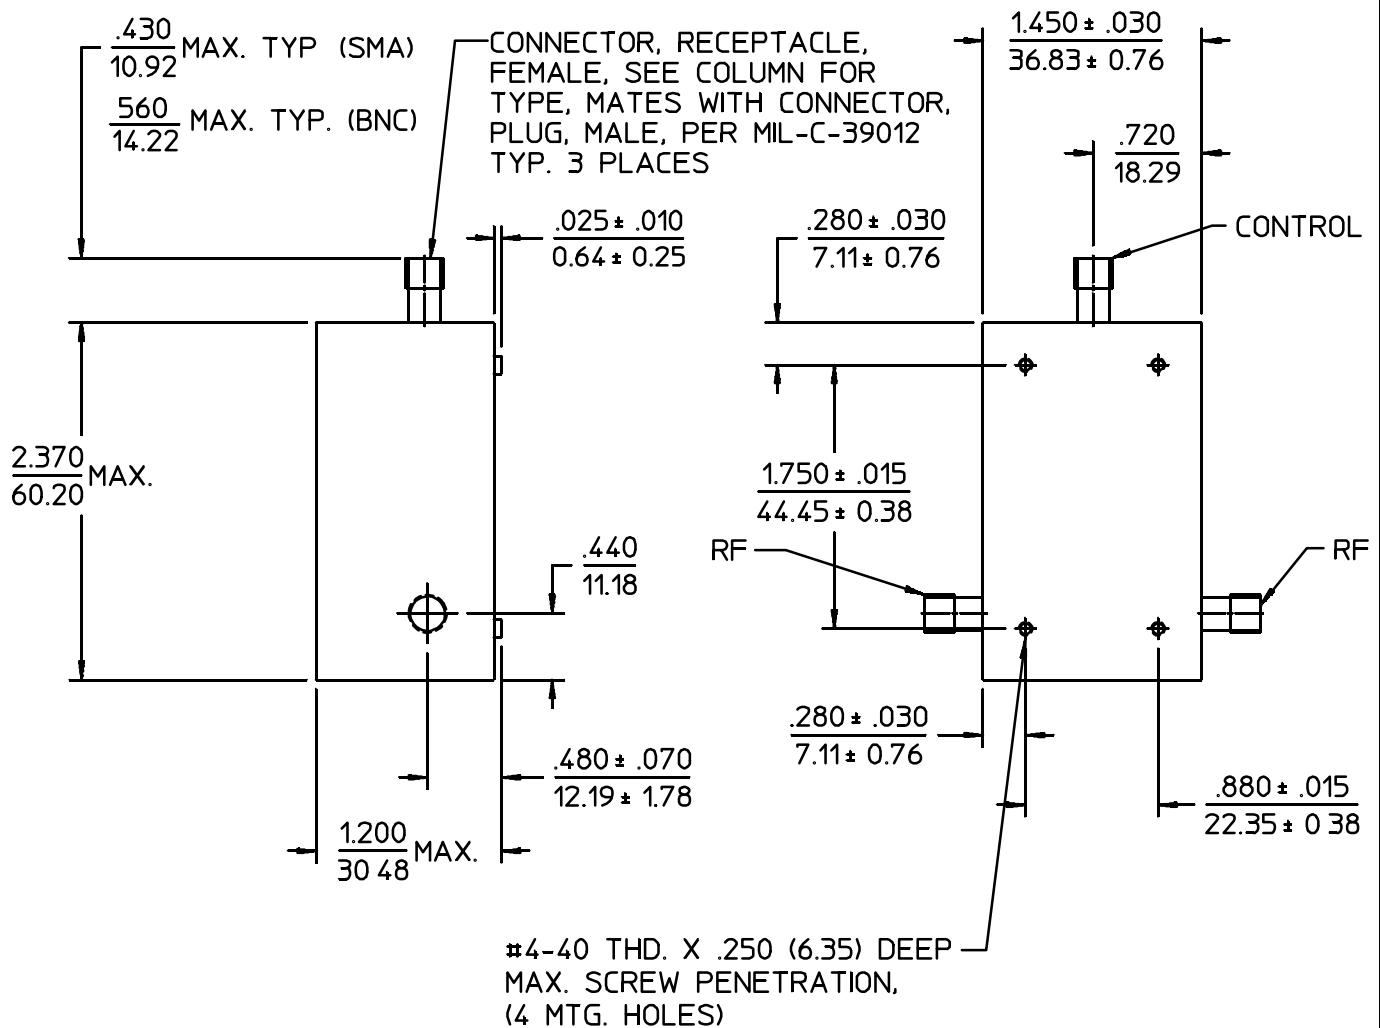 .430
10.92
MAX. TYP (SMA)
560
14.22
MAX. TYP. (BNC)
CONNECTOR, RECEPTACLE,
FEMALE, SEE COLUMN FOR
TYPE, MATES WITH CONNECTOR,
PLUG, MALE, PER MIL-C-39012
TYP. 3 PLACES
1.450 ± .030
36.83 ± 0.76
.720
18.29
.025 ± .010
0.64 ± 0.25
.280 ± .030
7.11 ± 0.76
CONTROL
2.370
60.20
MAX.
1.750 ± .015
44.45 ± 0.38
RF
RF
.440
11.18
.280 ± .030
7.11 ± 0.76
.480 ± .070
12.19 ± 1.78
.880 ± .015
22.35 ± 0 38
1.200
30 48
MAX.
#4-40 THD. X .250 (6.35) DEEP
MAX. SCREW PENETRATION,
(4 MTG. HOLES)